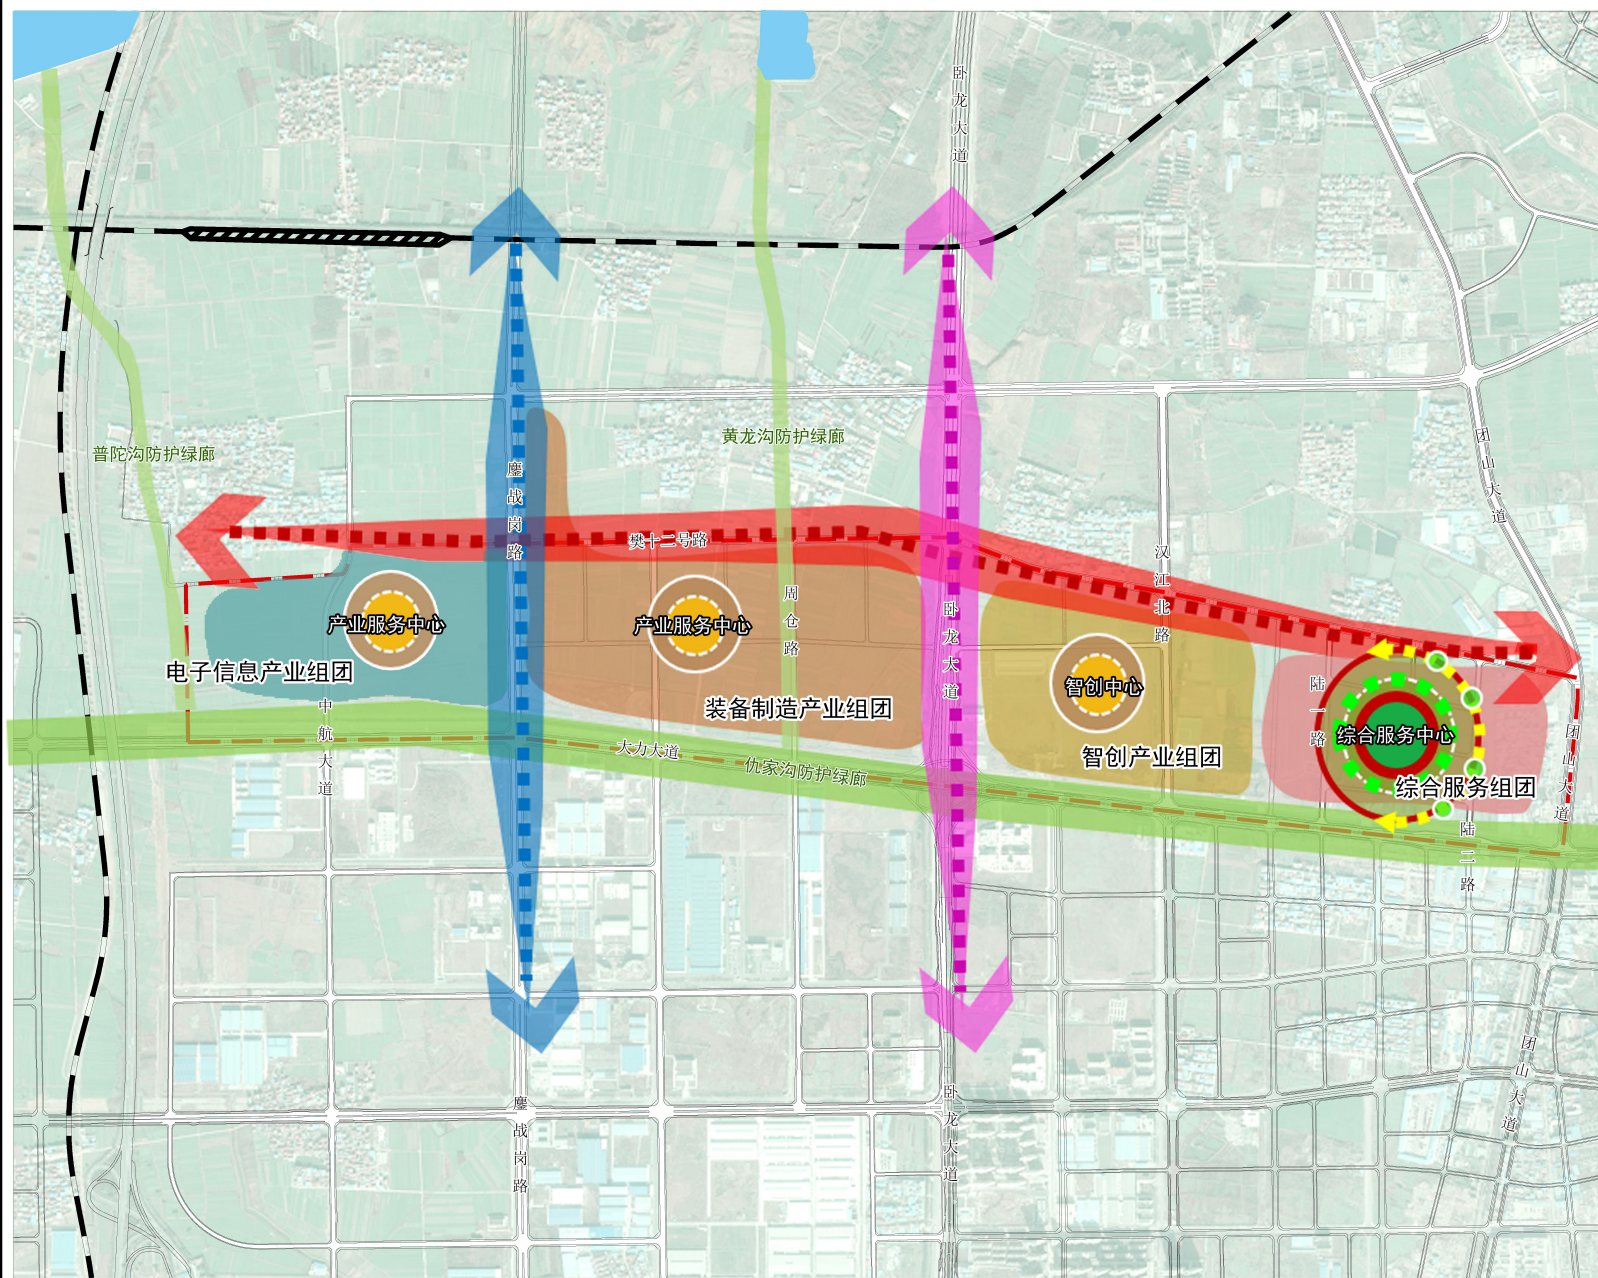 卧龙大道
普陀沟防护绿廊
黄龙沟防护绿廊
团山大道
鏖战岗路
樊十二号路
汉江北路
周仓路
卧龙大道
产业服务中心
产业服务中心
电子信息产业组团
装备制造产业组团
智创中心
智创产业组团
陆一路
综合服务中心
综合服务组团
团山大道
中航大道
大力大道
仇家沟防护绿廊
陆二路
鏖战岗路
卧龙大道
团山大道